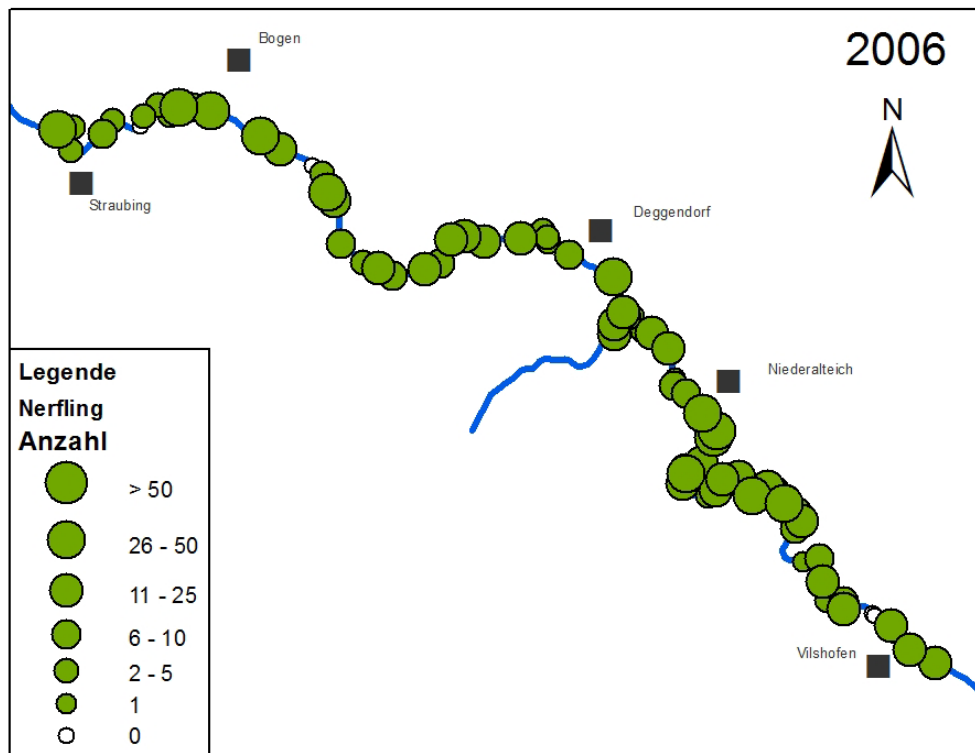 Bogen
2006
N
Straubing
Deggendorf
Niederalteich
Legende
Nerfling
Anzahl
> 50
26 - 50
11 - 25
6 - 10
2 - 5
1
0
Vilshofen